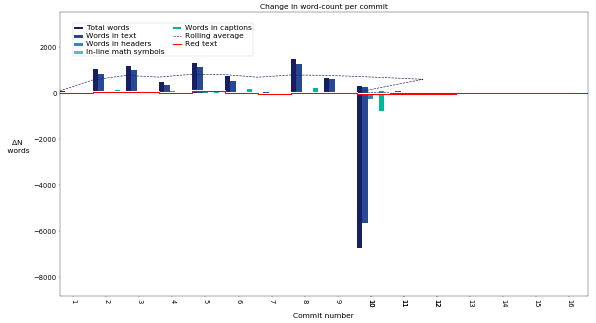 Change in word-count per commit
Total words
Words in text
Words in headers
in-line math symbols
Words in captions
Rolling average
Red text
2000
0
−2000
−4000
−6000
−8000
ΔN
words
1
2
3
4
5
6
7
8
9
10
11
12
13
14
15
16
Commit number